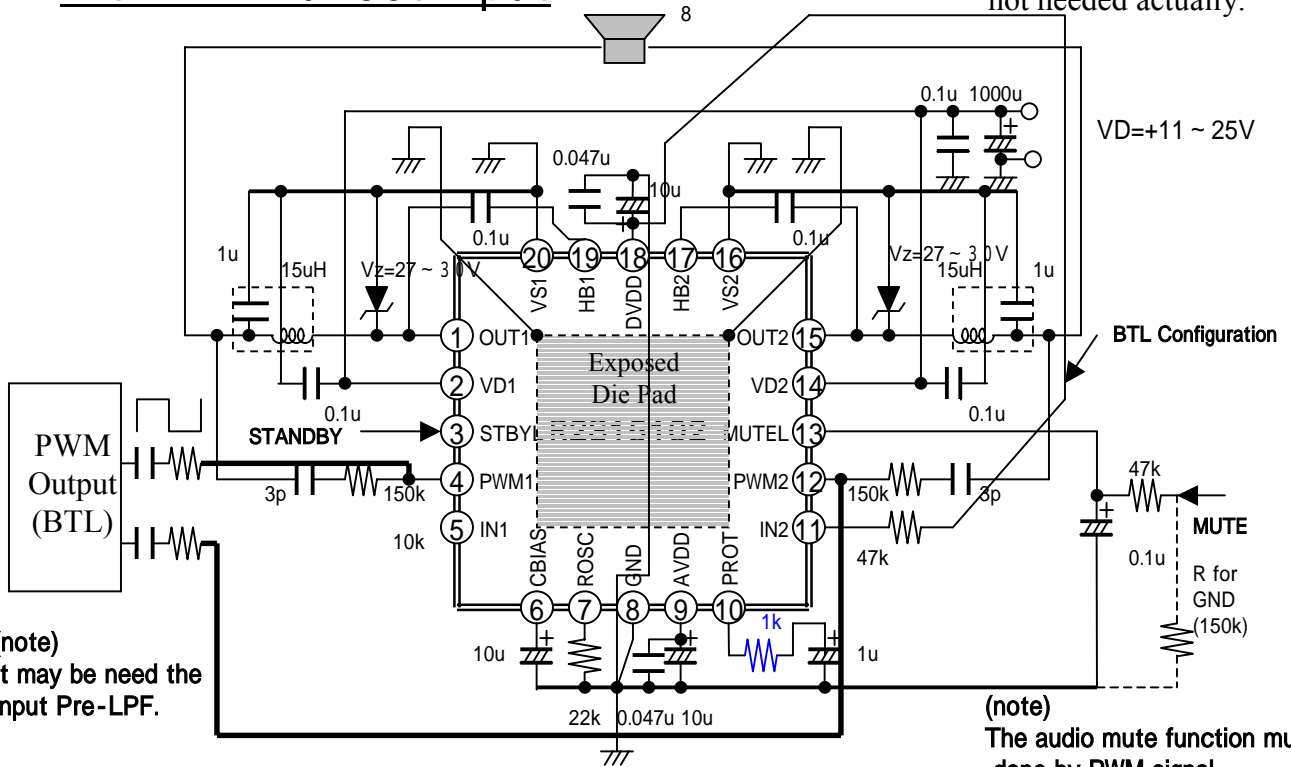 not needed actually.
8
0.1u 1000u
VD=+11 ~ 25V
0.047u
10u
0.1u
0.1u
1u
15uH
Vz=27 ~ 30V
Vz=27 ~ 30V
15uH
1u
20 19 18 17 16
VS1 HB1 DVDD HB2 VS2
1 OUT1
OUT2 15
BTL Configuration
Exposed
Die Pad
2 VD1
VD2 14
0.1u
0.1u
STANDBY
3 STBYL
MUTEL 13
PWM
Output
(BTL)
3p
150k
4 PWM1
PWM2 12
150k
3p
47k
MUTE
10k
5 IN1
IN2 11
47k
0.1u
R for
GND
(150k)
CBIAS ROSC GND AVDD PROT
6 7 8 9 10
1k
10u
1u
22k 0.047u 10u
(note)
t may be need the
nput Pre-LPF.
(note)
The audio mute function mu
done by PWM signal